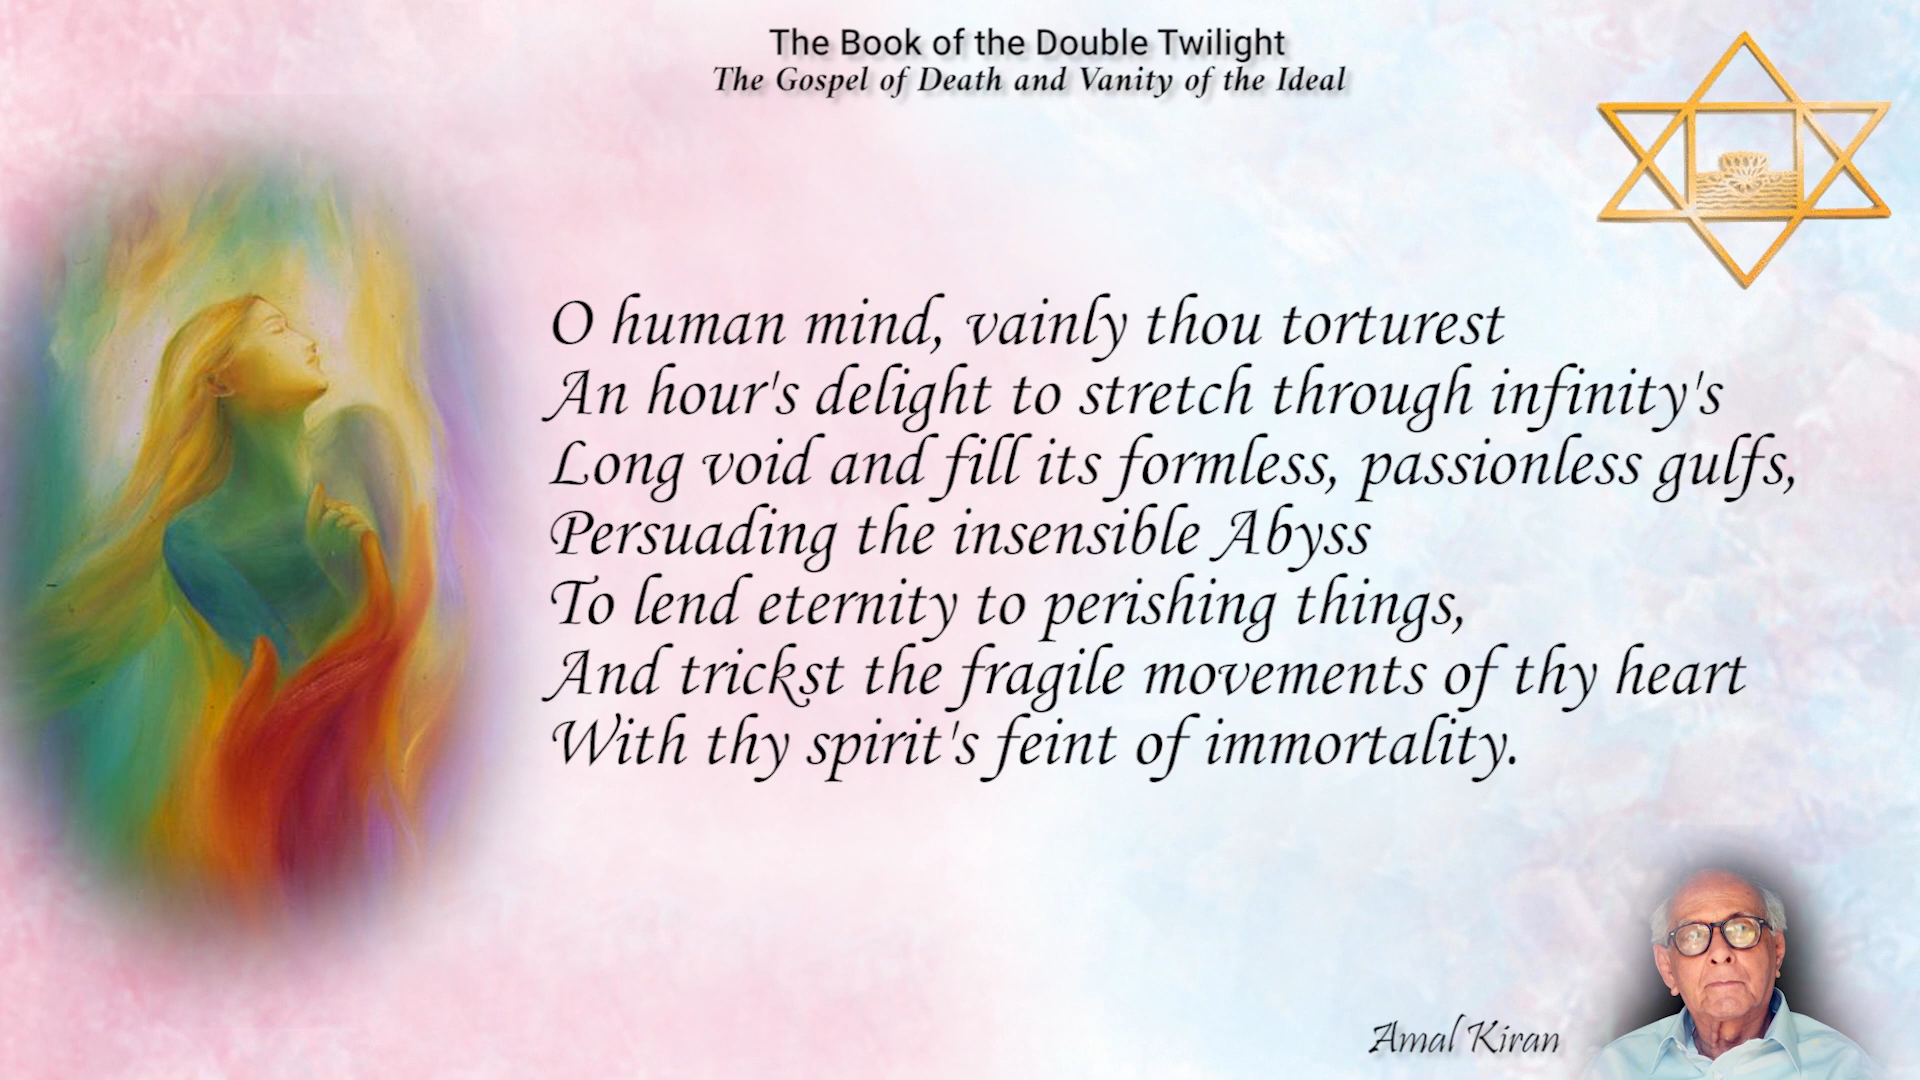 The Book of the Double Twilight
The Gospel of Death and Vanity of the Ideal
O human mind, vainly thou torturest
An hour's delight to stretch through infinity's
Long void and fill its formless, passionless gulfs,
Persuading the insensible Abyss
To lend eternity to perishing things,
And trickst the fragile movements of thy heart
With thy spirit's feint of immortality.
Amal Kiran